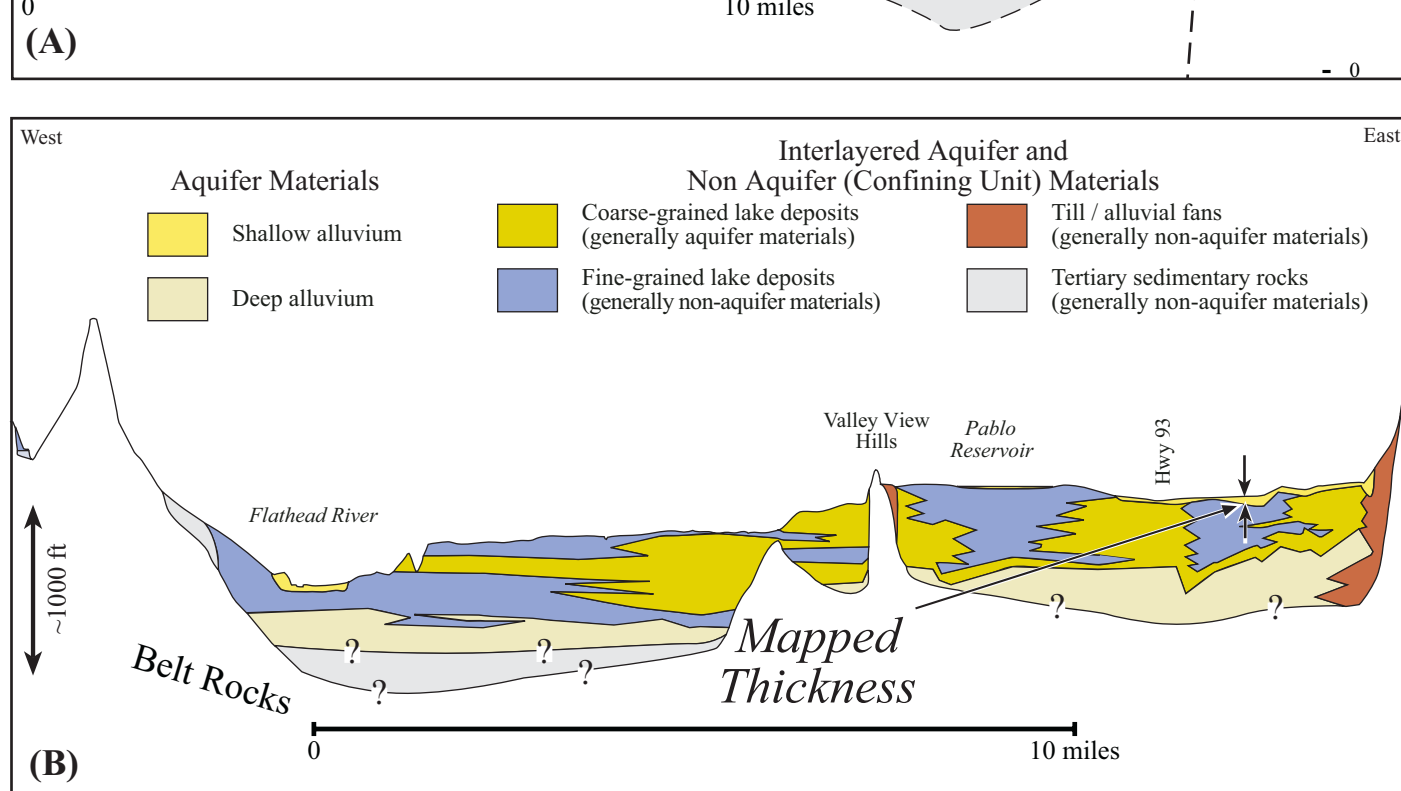 0
10 miles
(A)
- 0
West
East
Interlayered Aquifer and
Aquifer Materials
Non Aquifer (Confining Unit) Materials
Shallow alluvium
Coarse-grained lake deposits
(generally aquifer materials)
Till / alluvial fans
(generally non-aquifer materials)
Deep alluvium
Fine-grained lake deposits
(generally non-aquifer materials)
Tertiary sedimentary rocks
(generally non-aquifer materials)
Valley View
Hills
Pablo
Reservoir
Hwy 93
Flathead River
~1000 ft
?
?
?
?
?
?
Belt Rocks
Mapped
Thickness
0
10 miles
(B)